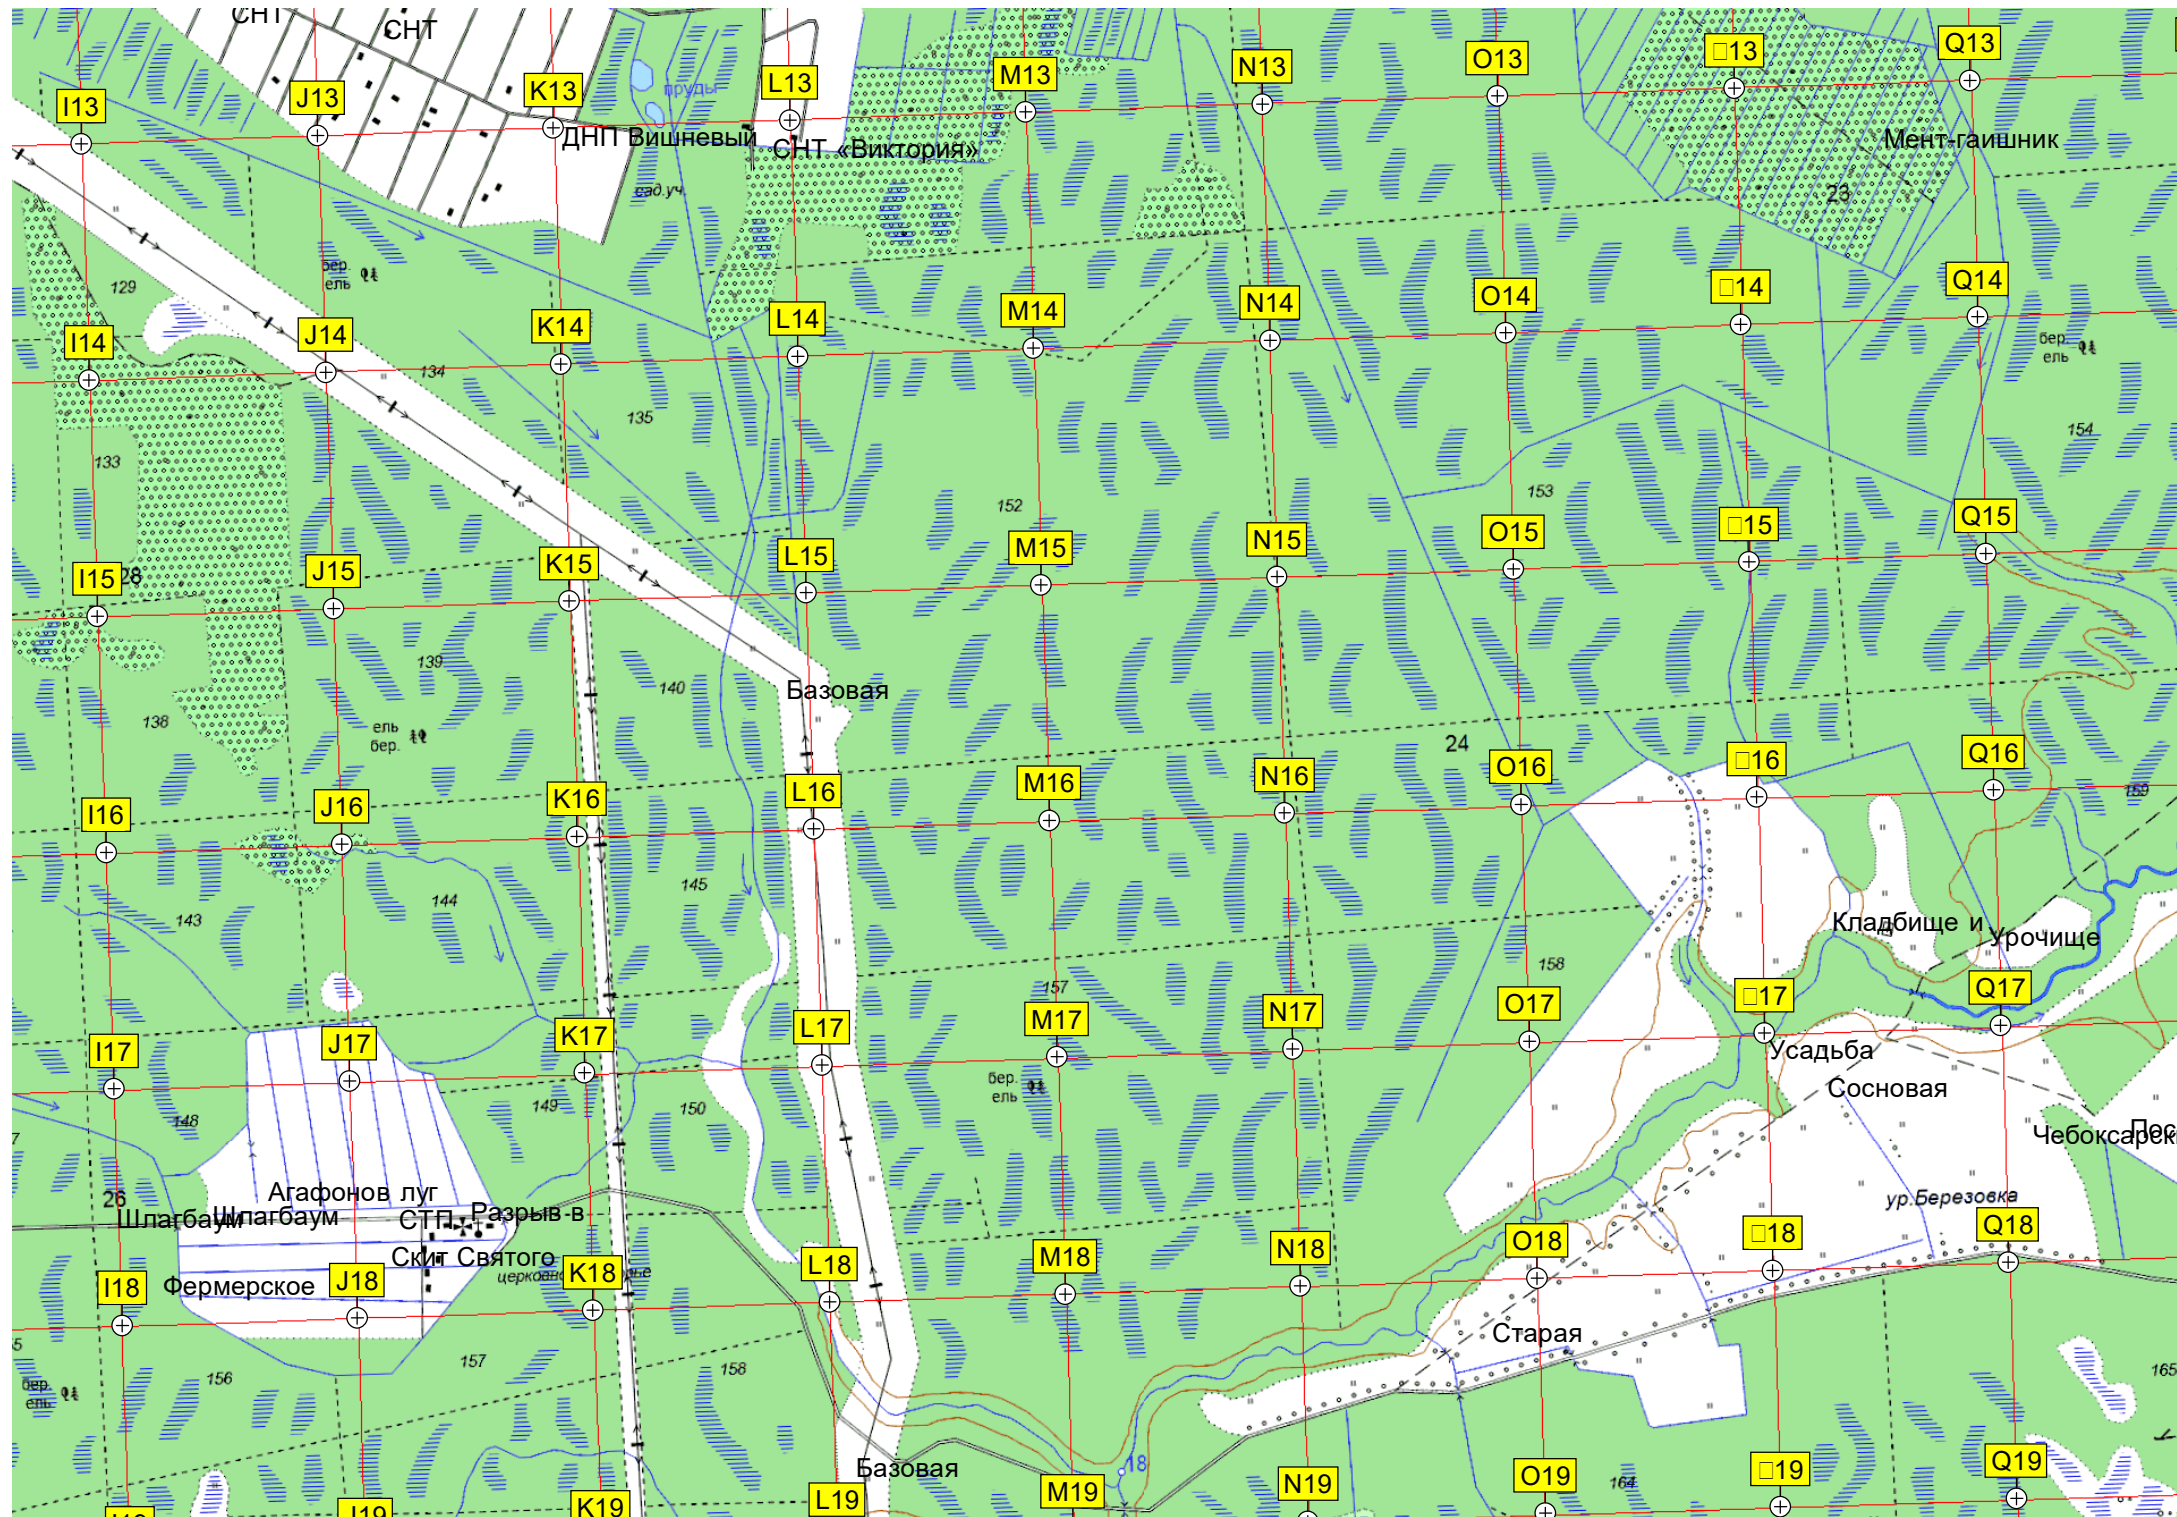 СНТ
СНТ
I13
J13
K13
пруды
L13
M13
N13
O13
□13
Q13
ДНП Вишневый
СНТ «Виктория»
Мент-гаишник
сад.уч.
23
129
бер.
ель
I14
J14
K14
L14
M14
N14
O14
□14
Q14
бер.
ель
134
135
133
154
152
153
I15
28
J15
K15
L15
M15
N15
O15
□15
Q15
139
140
Базовая
138
ель
бер.
24
I16
J16
K16
L16
M16
N16
O16
□16
Q16
159
145
144
143
Кладбище и
Урочище
158
157
I17
J17
K17
L17
M17
N17
O17
□17
Q17
Усадьба
бер.
ель
Сосновая
148
149
150
Чебоксарск
Пос
26
Агафонов луг
ур.Березовка
Шлагбаум
Шлагбаум
СТП
Разрыв в
Скит Святого
Фермерское
I18
J18
K18
L18
M18
N18
O18
□18
Q18
Старая
156
157
158
165
бер.
ель
Базовая
18
164
J19
K19
L19
M19
N19
O19
□19
Q19